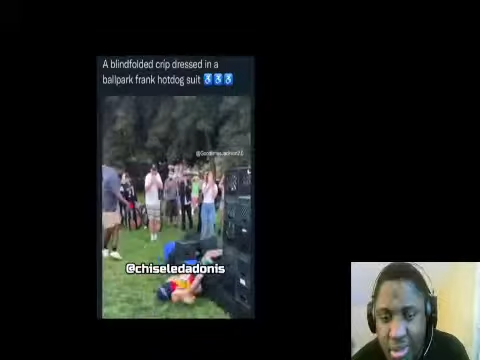 A blindfolded crip dressed in a
ballpark frank hotdog suit ♿♿♿
@chiseledadonis